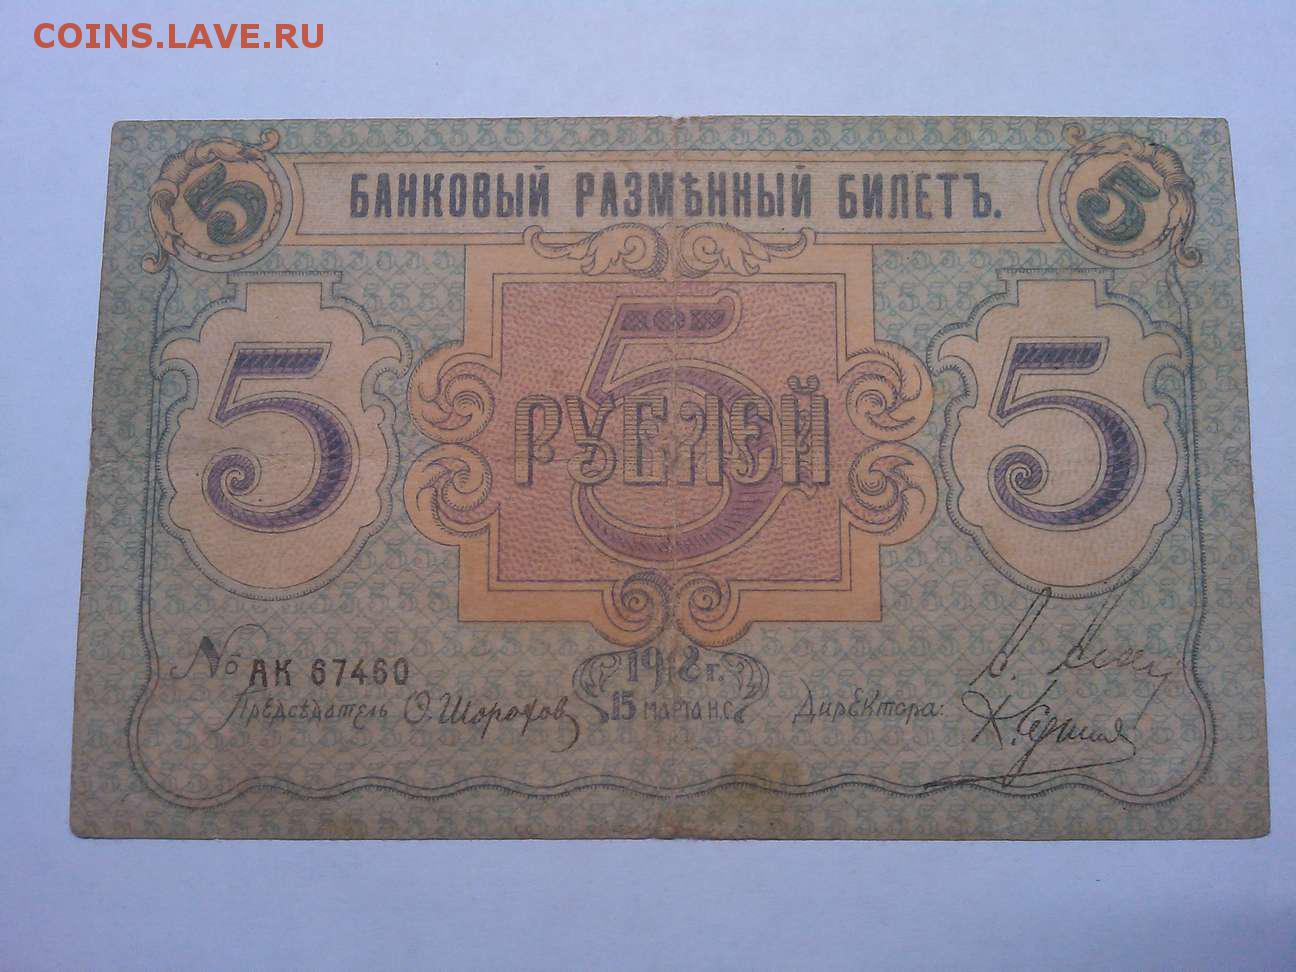 COINS.LAVE.RU
БАНКОВЫЙ РАЗМѢННЫЙ БИЛЕТЪ.
5 5
5 5 5
РУБЛЕЙ
№ АК 67460
1918 г.
15 МАРТА Н.С.
Предсѣдатель О. Шорохов
Директора: